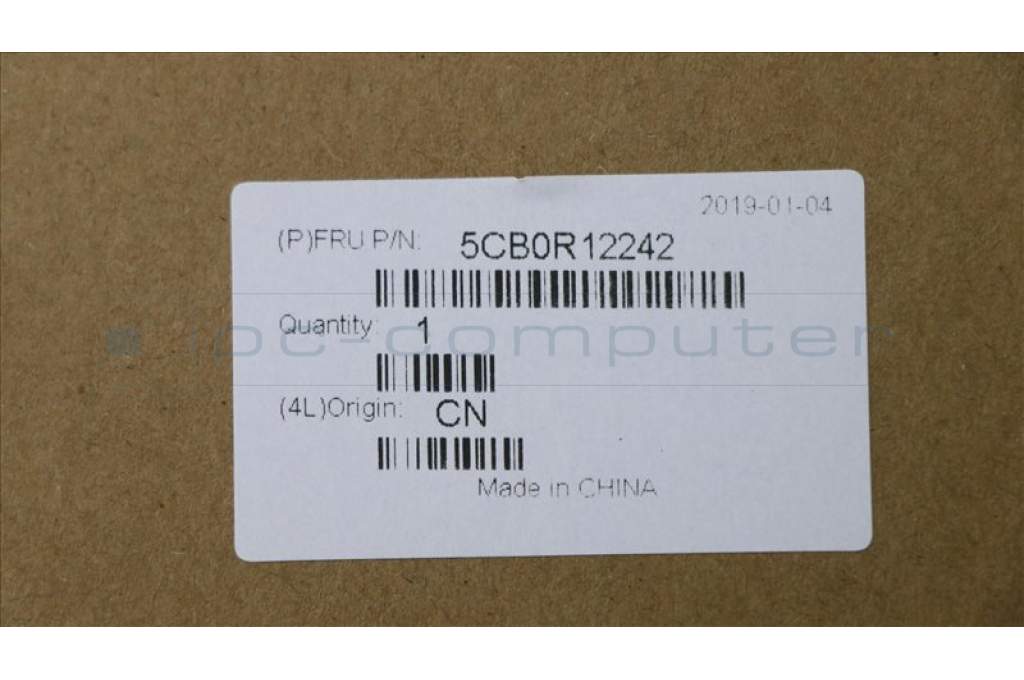 2019-01-04
(P)FRU P/N: 5CB0R12242
Quantity: 1
ipc-computer
(4L)Origin: CN
Made in CHINA